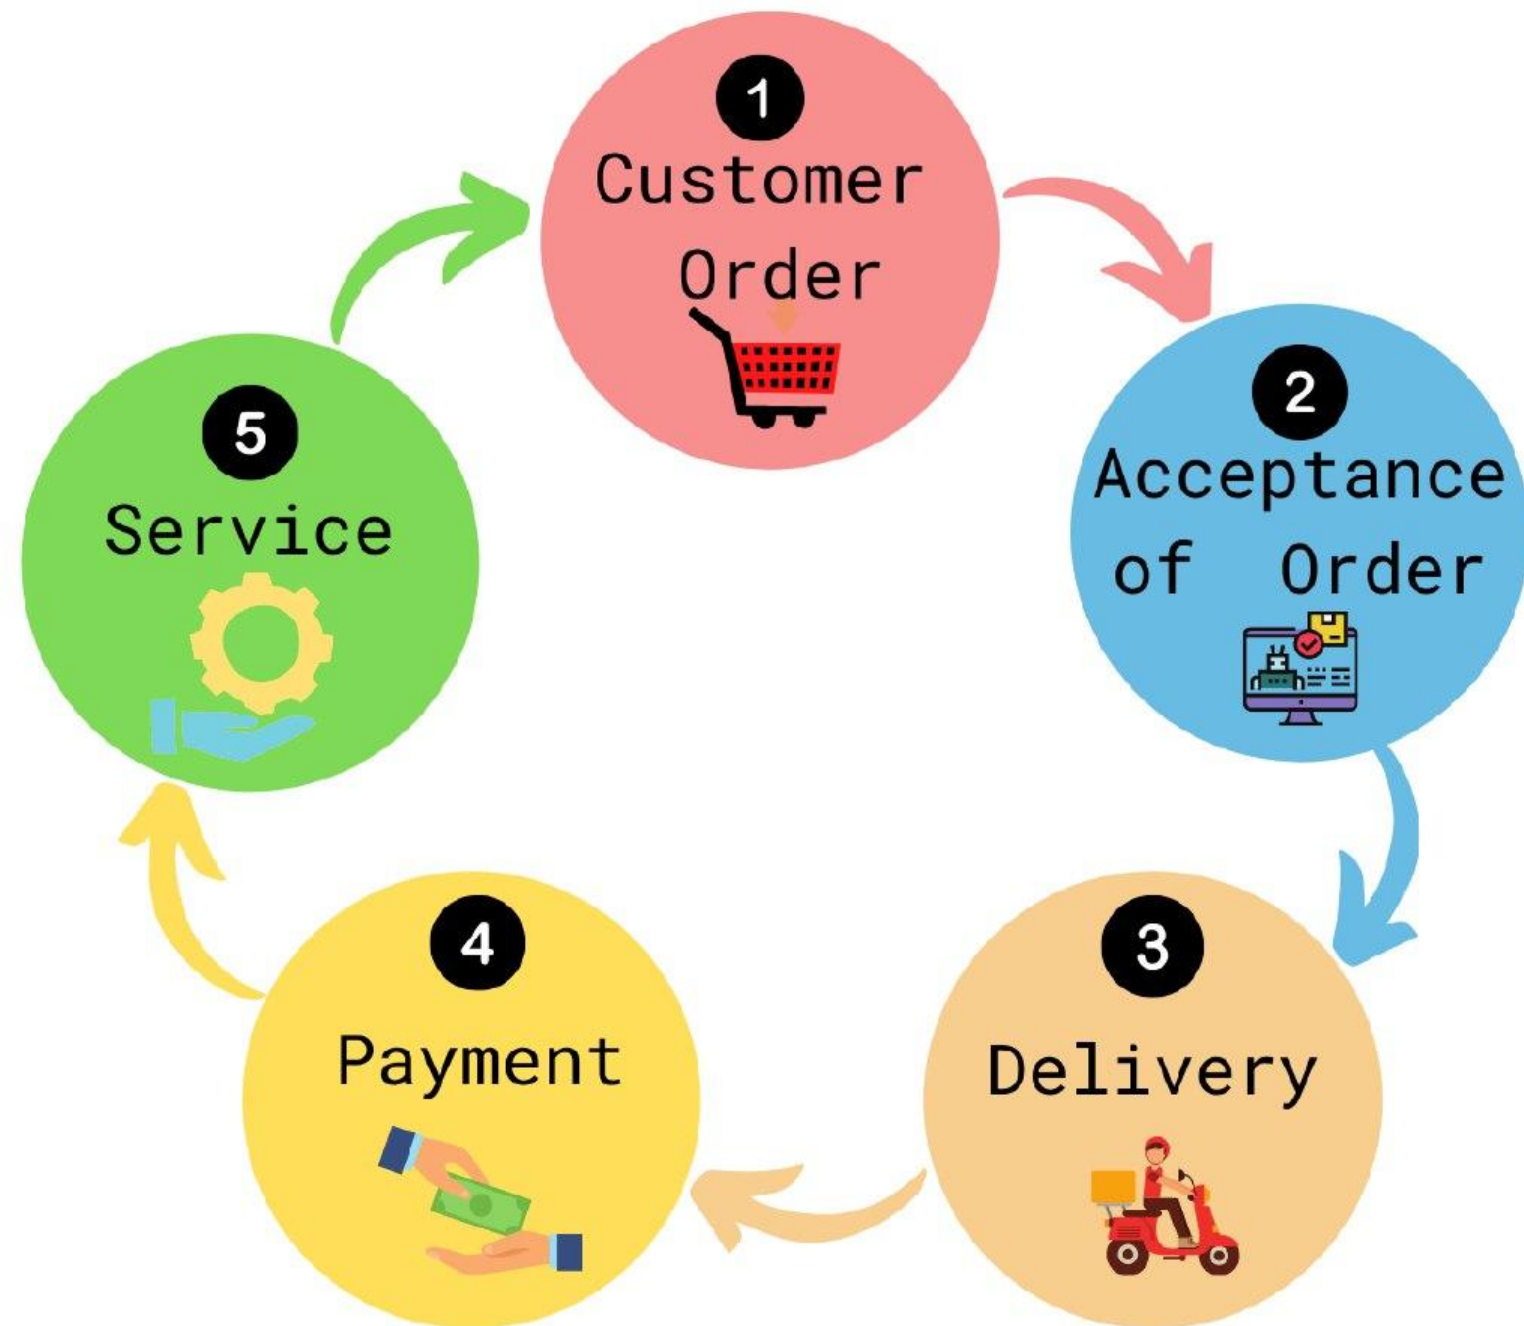 1
Customer
Order
2
Acceptance
of Order
3
Delivery
4
Payment
5
Service